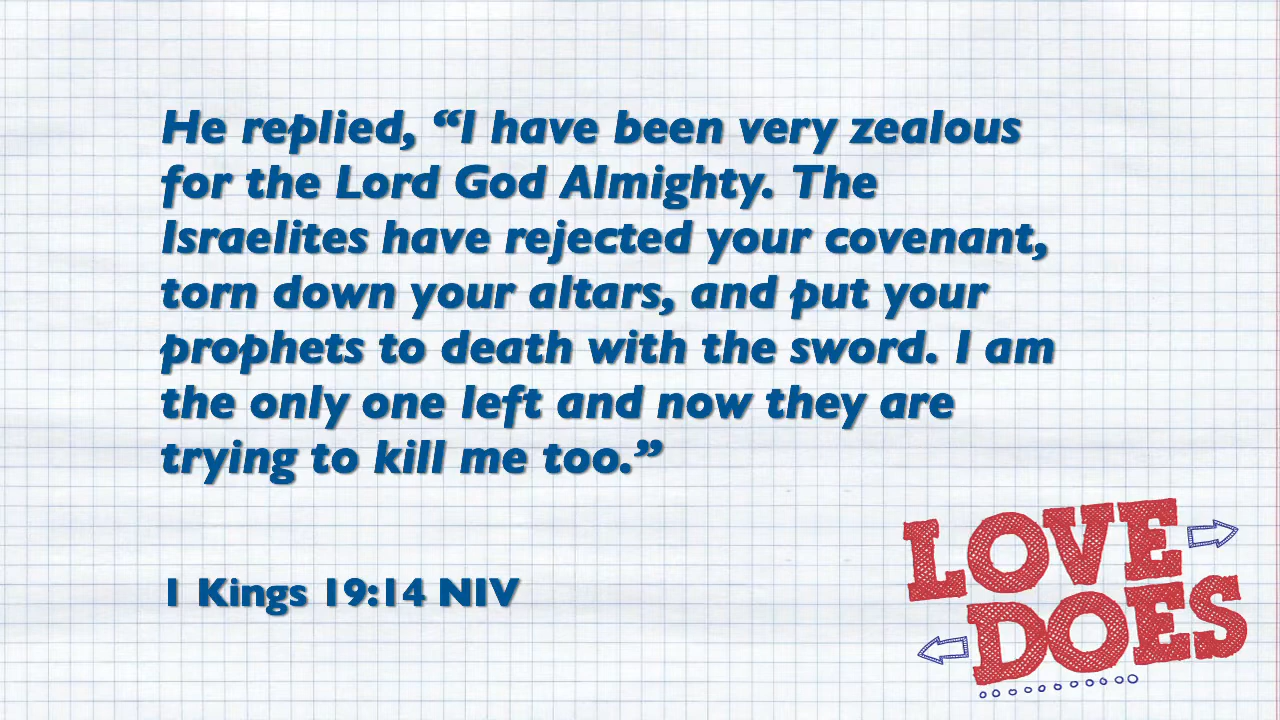 He replied, “I have been very zealous
for the Lord God Almighty. The
Israelites have rejected your covenant,
torn down your altars, and put your
prophets to death with the sword. I am
the only one left and now they are
trying to kill me too.”
1 Kings 19:14 NIV
LOVE
DOES